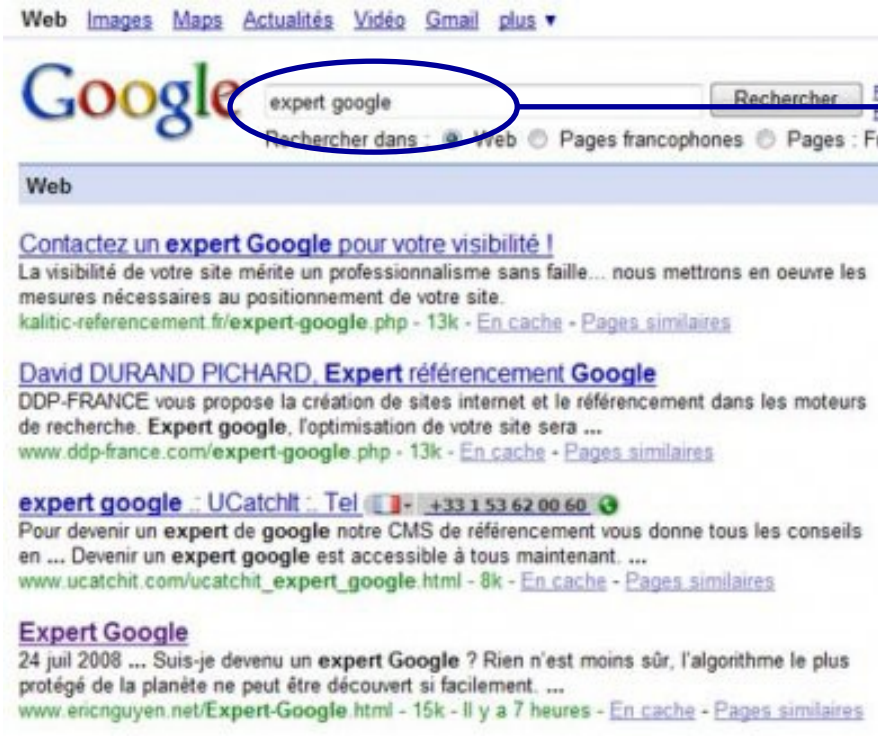 Web Images Maps Actualités Vidéo Gmail plus ▼
Google expert google Rechercher
Rechercher dans : Web Pages francophones Pages : Fr
Web
Contactez un expert Google pour votre visibilité !
La visibilité de votre site mérite un professionnalisme sans faille... nous mettrons en oeuvre les
mesures nécessaires au positionnement de votre site.
kalitic-referencement.fr/expert-google.php - 13k - En cache - Pages similaires
David DURAND PICHARD, Expert référencement Google
DDP-FRANCE vous propose la création de sites internet et le référencement dans les moteurs
de recherche. Expert google, l'optimisation de votre site sera ...
www.ddp-france.com/expert-google.php - 13k - En cache - Pages similaires
expert google .: UCatchIt :. Tel +33 1 53 62 00 60
Pour devenir un expert de google notre CMS de référencement vous donne tous les conseils
en ... Devenir un expert google est accessible à tous maintenant. ...
www.ucatchit.com/ucatchit_expert_google.html - 8k - En cache - Pages similaires
Expert Google
24 juil 2008 ... Suis-je devenu un expert Google ? Rien n'est moins sûr, l'algorithme le plus
protégé de la planète ne peut être découvert si facilement. ...
www.ericnguyen.net/Expert-Google.html - 15k - Il y a 7 heures - En cache - Pages similaires